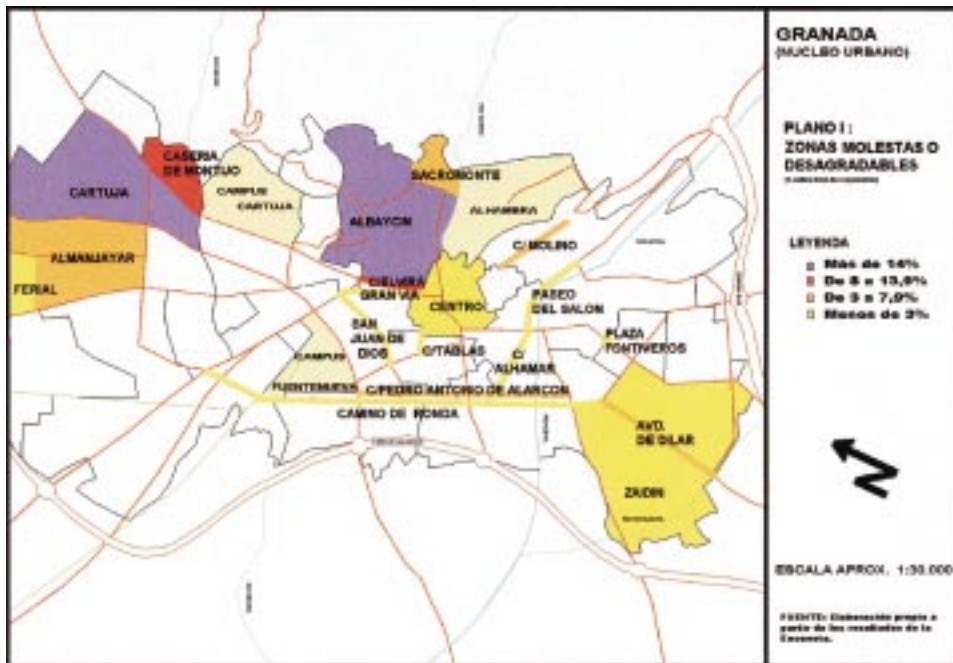 GRANADA
(NUCLEO URBANO)
PLANO I:
ZONAS MOLESTAS O
DESAGRADABLES
LEYENDA
Más de 14%
De 8 a 13,9%
De 3 a 7,9%
Menos de 3%
ESCALA APROX. 1:30.000
FUENTE: Elaboración propia a
partir de los resultados de la
Encuesta.
CASERIA
DE MONTIJO
CARTUJA
CAMPUS
CARTUJA
SACROMONTE
ALBAYCIN
ALHAMBRA
C/ MOLINO
ALMANJAYAR
FERIAL
C/ELVIRA
GRAN VIA
CENTRO
PASEO
DEL SALON
SAN
JUAN DE
DIOS
C/TABLAS
PLAZA
FONTIVEROS
CAMPUS
FUENTENUEVA
C/
ALHAMAR
C/PEDRO ANTONIO DE ALARCON
CAMINO DE RONDA
AVD.
DE DILAR
ZAIDIN
N